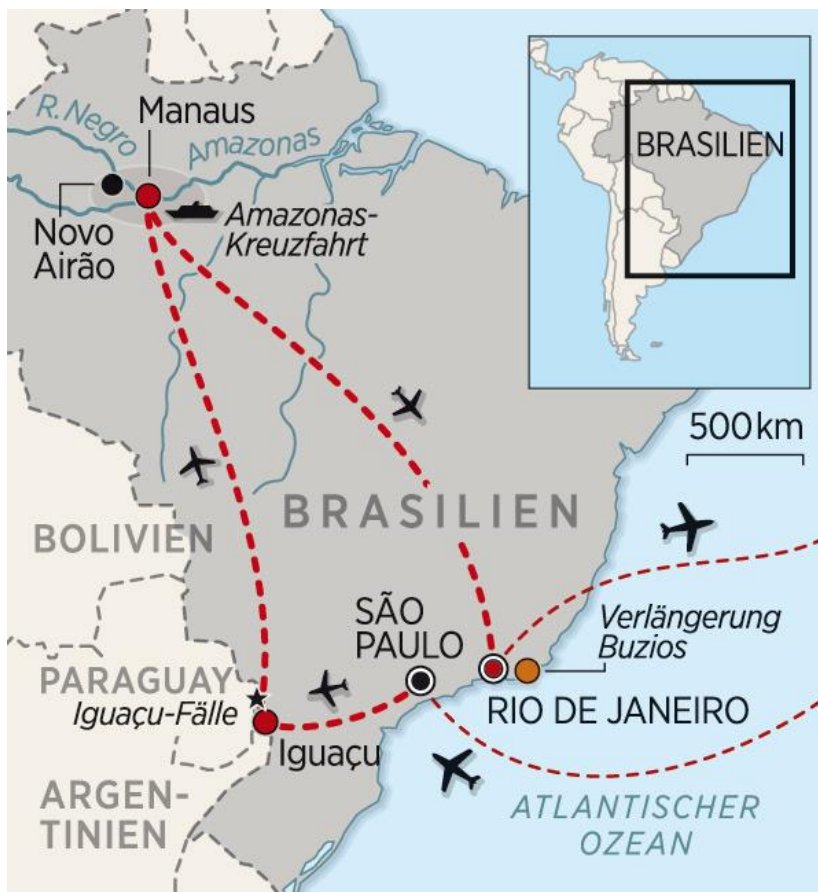 Manaus
R. Negro
Amazonas
BRASILIEN
Novo
Airão
Amazonas-
Kreuzfahrt
500 km
BRASILIEN
BOLIVIEN
SÃO
PAULO
Verlängerung
Buzios
PARAGUAY
Iguaçu-Fälle
RIO DE JANEIRO
Iguaçu
ARGEN-
TINIEN
ATLANTISCHER
OZEAN